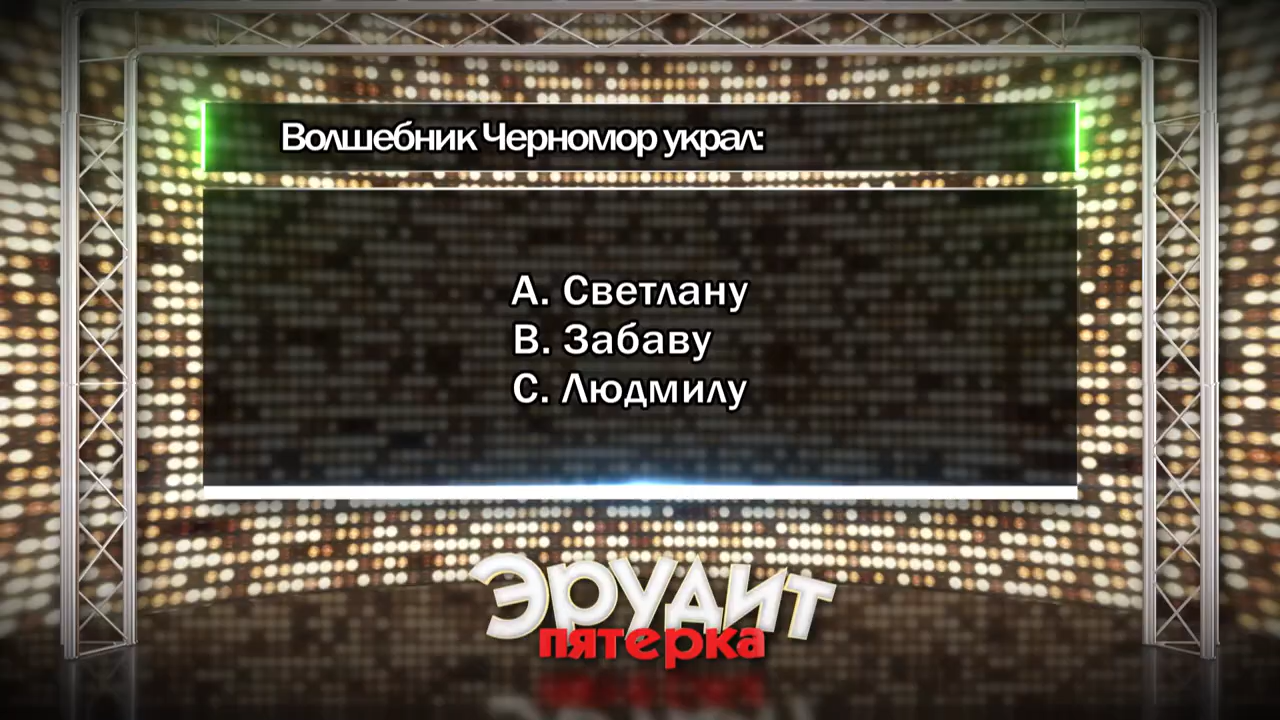 Волшебник Черномор украл:
А. Светлану
В. Забаву
С. Людмилу
Эрудит
пятерка